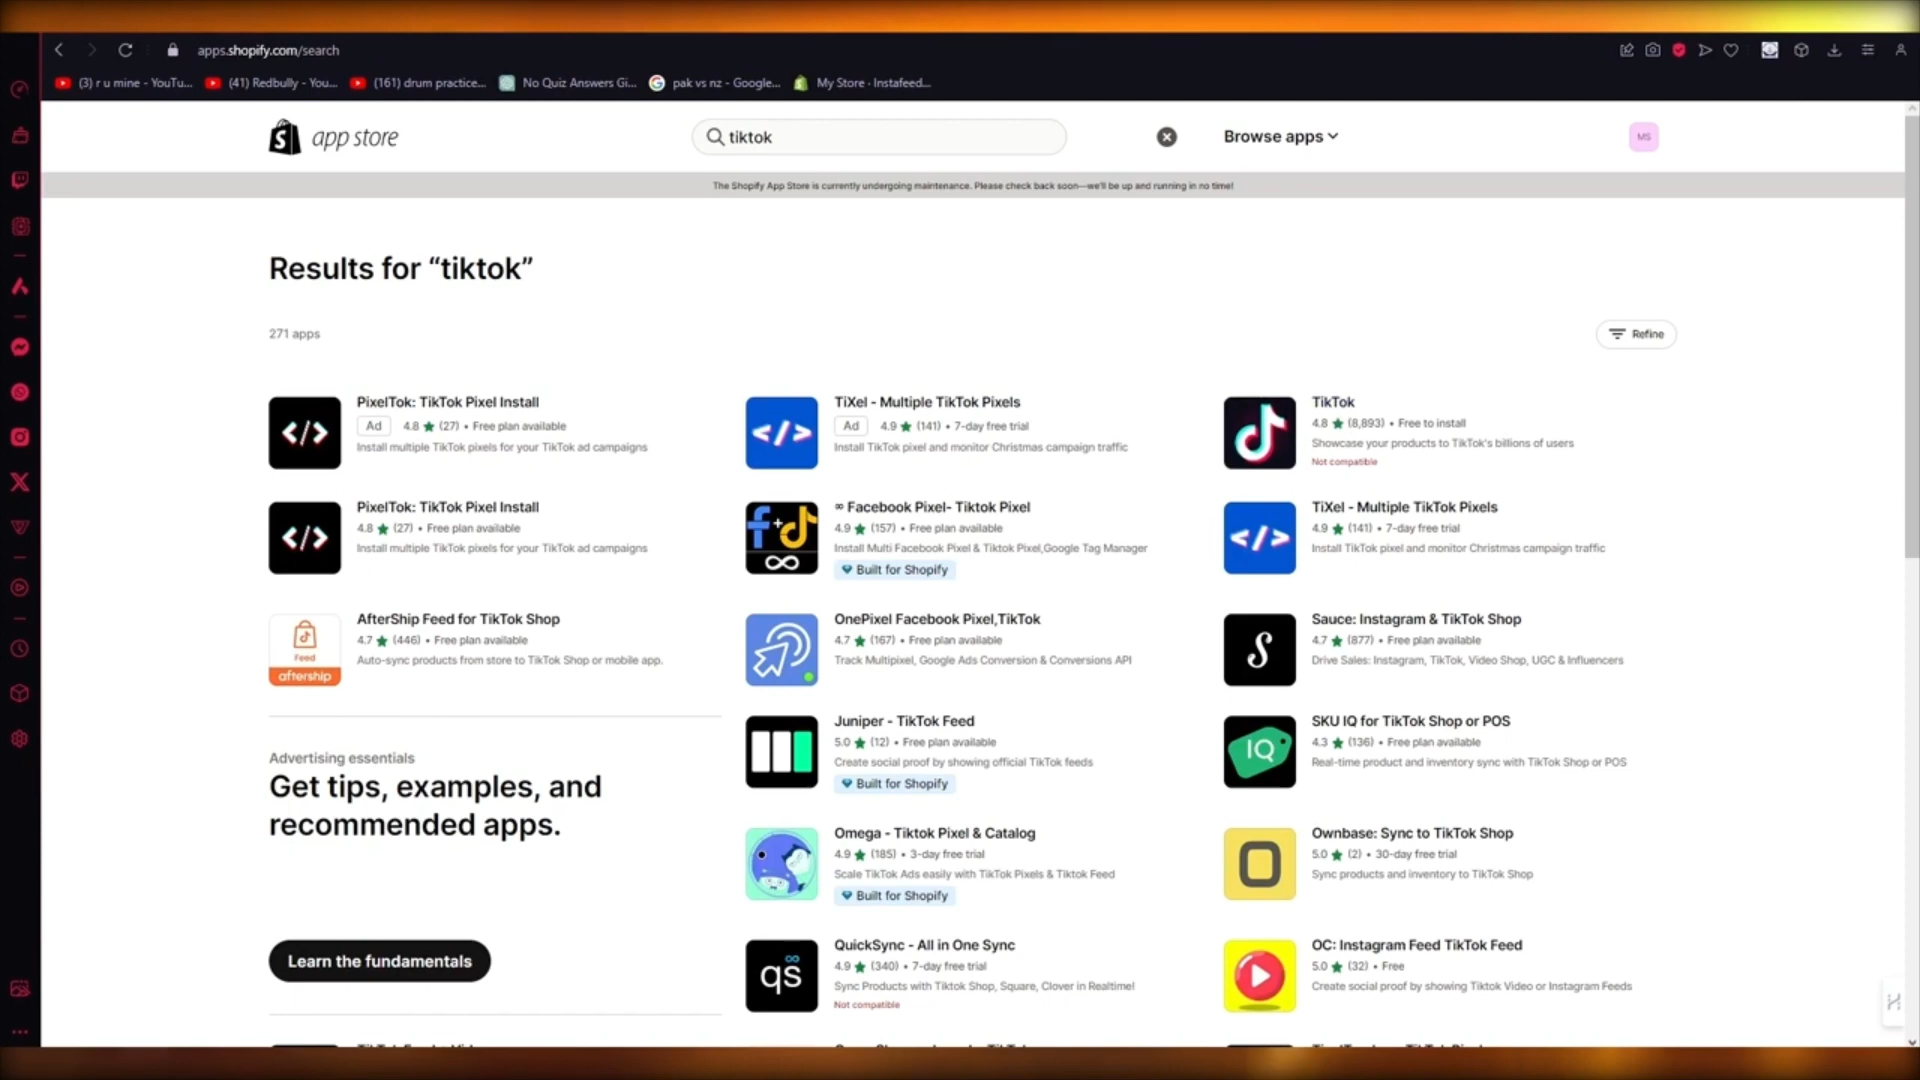 apps.shopify.com/search
(3) r u mine - YouTu...
(41) Redbully - You...
(161) drum practice...
No Quiz Answers Gi...
pak vs nz - Google...
My Store · Instafeed...
app store
tiktok
Browse apps
MS
The Shopify App Store is currently undergoing maintenance. Please check back soon—we'll be up and running in no time!
Results for “tiktok”
271 apps
Refine
PixelTok: TikTok Pixel Install
Ad 4.8 ★ (27) • Free plan available
Install multiple TikTok pixels for your TikTok ad campaigns
TiXel - Multiple TikTok Pixels
Ad 4.9 ★ (141) • 7-day free trial
Install TikTok pixel and monitor Christmas campaign traffic
TikTok
4.8 ★ (8,893) • Free to install
Showcase your products to TikTok's billions of users
Not compatible
PixelTok: TikTok Pixel Install
4.8 ★ (27) • Free plan available
Install multiple TikTok pixels for your TikTok ad campaigns
∞ Facebook Pixel- Tiktok Pixel
4.9 ★ (157) • Free plan available
Install Multi Facebook Pixel & Tiktok Pixel,Google Tag Manager
Built for Shopify
TiXel - Multiple TikTok Pixels
4.9 ★ (141) • 7-day free trial
Install TikTok pixel and monitor Christmas campaign traffic
Feed
aftership
AfterShip Feed for TikTok Shop
4.7 ★ (446) • Free plan available
Auto-sync products from store to TikTok Shop or mobile app.
OnePixel Facebook Pixel,TikTok
4.7 ★ (167) • Free plan available
Track Multipixel, Google Ads Conversion & Conversions API
Sauce: Instagram & TikTok Shop
4.7 ★ (877) • Free plan available
Drive Sales: Instagram, TikTok, Video Shop, UGC & Influencers
Advertising essentials
Get tips, examples, and
recommended apps.
Learn the fundamentals
Juniper - TikTok Feed
5.0 ★ (12) • Free plan available
Create social proof by showing official TikTok feeds
Built for Shopify
IQ
SKU IQ for TikTok Shop or POS
4.3 ★ (136) • Free plan available
Real-time product and inventory sync with TikTok Shop or POS
Omega - Tiktok Pixel & Catalog
4.9 ★ (185) • 3-day free trial
Scale TikTok Ads easily with TikTok Pixels & Tiktok Feed
Built for Shopify
Ownbase: Sync to TikTok Shop
5.0 ★ (2) • 30-day free trial
Sync products and inventory to TikTok Shop
qs
QuickSync - All in One Sync
4.9 ★ (340) • 7-day free trial
Sync Products with Tiktok Shop, Square, Clover in Realtime!
Not compatible
OC: Instagram Feed TikTok Feed
5.0 ★ (32) • Free
Create social proof by showing Tiktok Video or Instagram Feeds